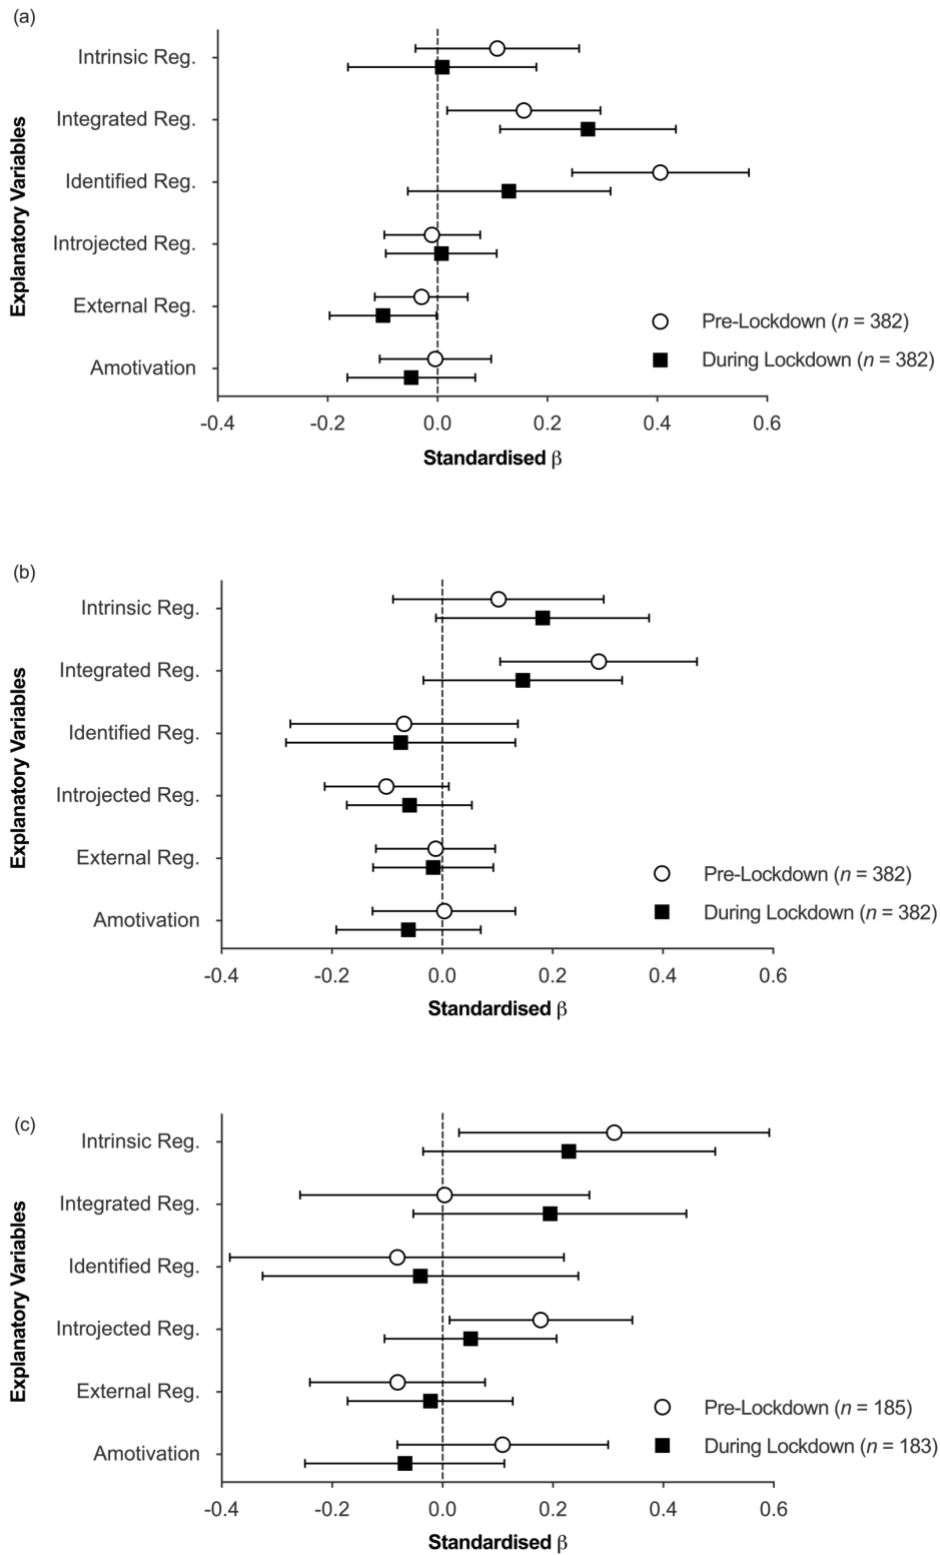 (a)
Explanatory Variables
Intrinsic Reg.
Integrated Reg.
Identified Reg.
Introjected Reg.
External Reg.
Amotivation
Pre-Lockdown (n = 382)
During Lockdown (n = 382)
-0.4 -0.2 0.0 0.2 0.4 0.6
Standardised β
(b)
Explanatory Variables
Intrinsic Reg.
Integrated Reg.
Identified Reg.
Introjected Reg.
External Reg.
Amotivation
Pre-Lockdown (n = 382)
During Lockdown (n = 382)
-0.4 -0.2 0.0 0.2 0.4 0.6
Standardised β
(c)
Explanatory Variables
Intrinsic Reg.
Integrated Reg.
Identified Reg.
Introjected Reg.
External Reg.
Amotivation
Pre-Lockdown (n = 185)
During Lockdown (n = 183)
-0.4 -0.2 0.0 0.2 0.4 0.6
Standardised β